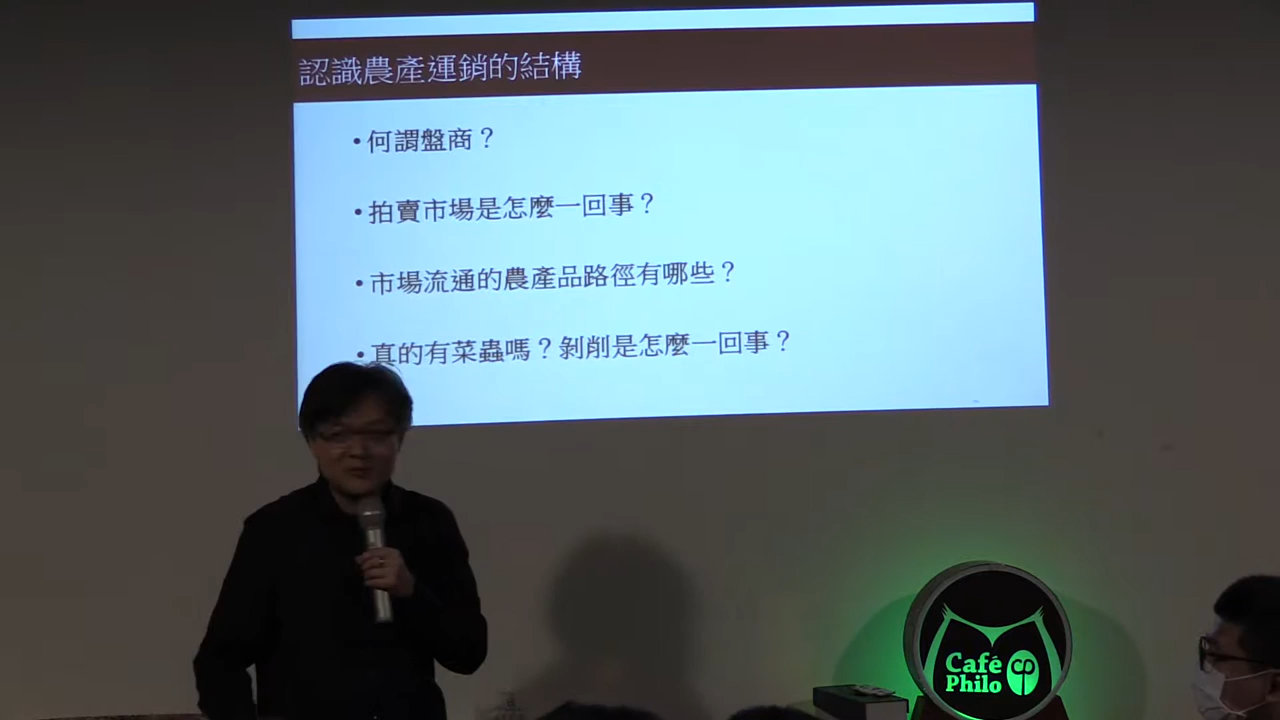 認識農產運銷的結構
•何謂盤商？
•拍賣市場是怎麼一回事？
•市場流通的農產品路徑有哪些？
•真的有菜蟲嗎？剝削是怎麼一回事？
Café
Philo
cp